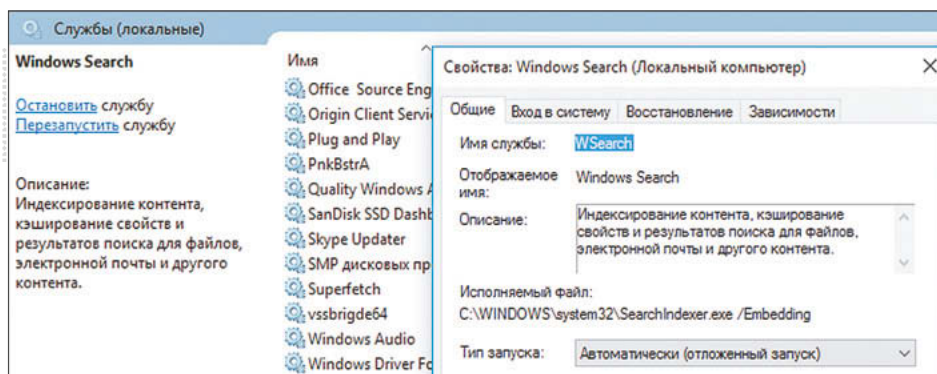 Службы (локальные)
Windows Search
Остановить службу
Перезапустить службу
Описание:
Индексирование контента,
кэширование свойств и
результатов поиска для файлов,
электронной почты и другого
контента.
Имя
Office Source Eng
Origin Client Servi
Plug and Play
PnkBstrA
Quality Windows A
SanDisk SSD Dashb
Skype Updater
SMP дисковых пр
Superfetch
vssbrigde64
Windows Audio
Windows Driver Fo
Свойства: Windows Search (Локальный компьютер)
Общие Вход в систему Восстановление Зависимости
Имя службы: WSearch
Отображаемое
имя: Windows Search
Описание: Индексирование контента, кэширование
свойств и результатов поиска для файлов,
электронной почты и другого контента.
Исполняемый файл:
C:\WINDOWS\system32\SearchIndexer.exe /Embedding
Тип запуска: Автоматически (отложенный запуск)